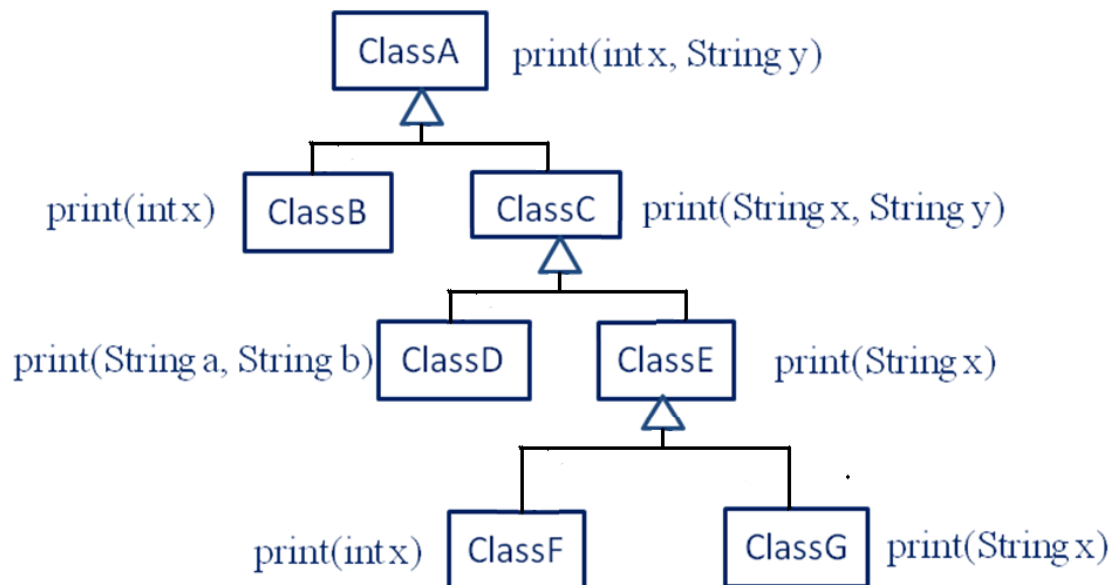 ClassA print(int x, String y)
print(int x) ClassB ClassC print(String x, String y)
print(String a, String b) ClassD ClassE print(String x)
print(int x) ClassF ClassG print(String x)